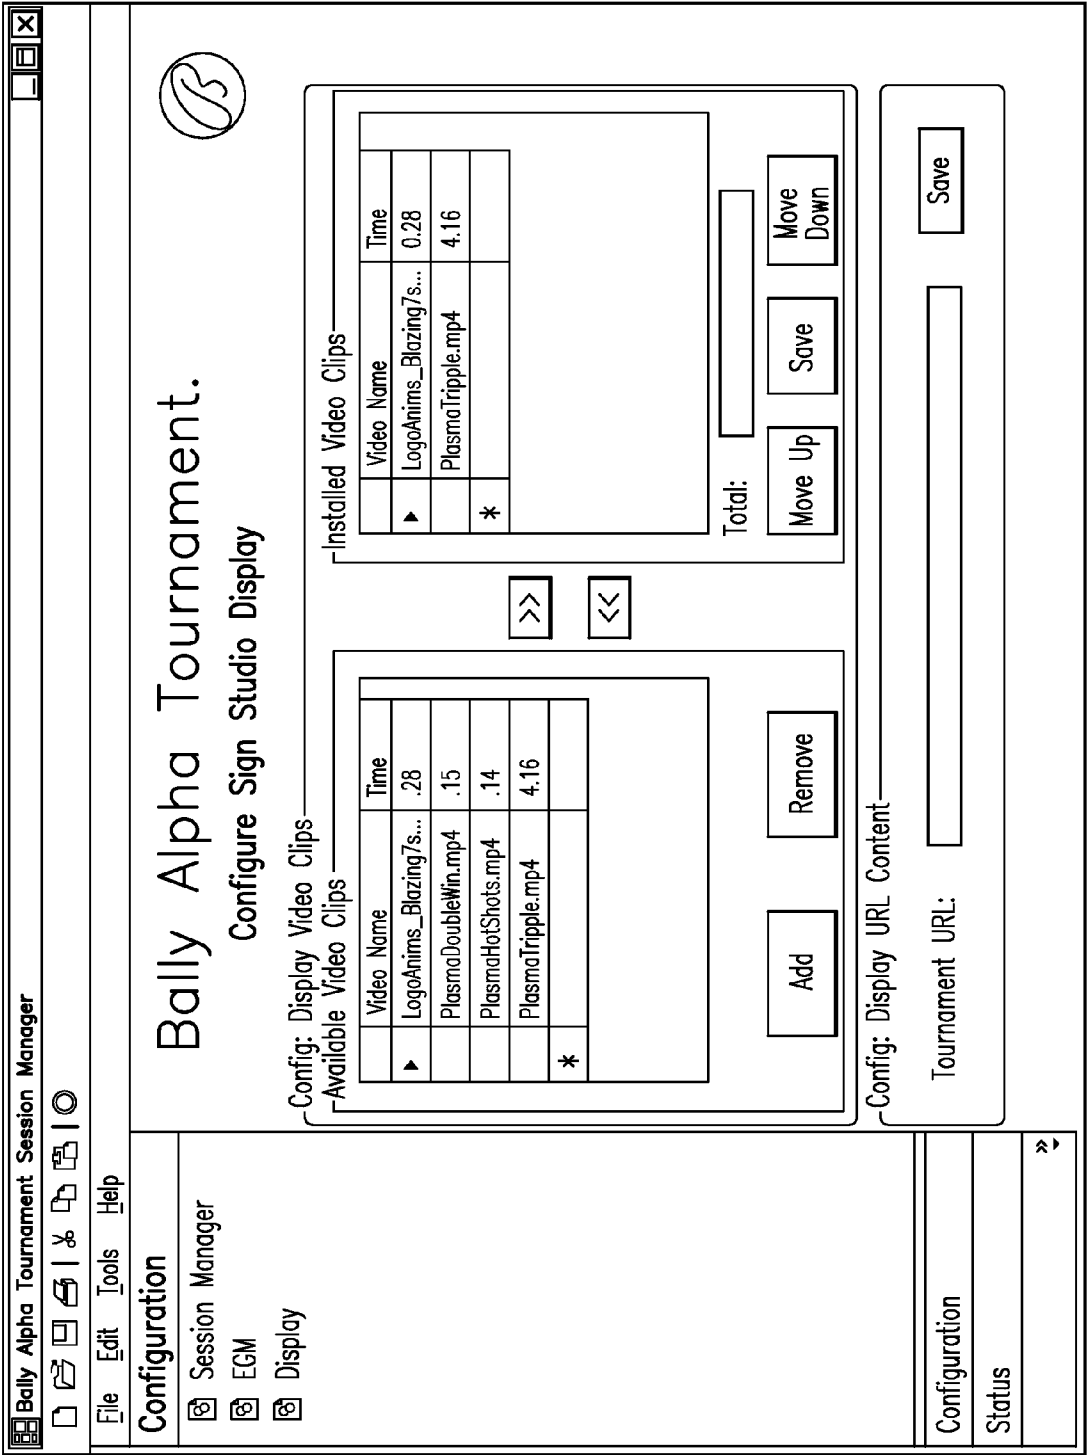 Bally Alpha Tournament Session Manager
File Edit Tools Help
Configuration
Session Manager
EGM
Display
Configuration
Status
Bally Alpha Tournament.
Configure Sign Studio Display
Config: Display Video Clips
Available Video Clips
Video Name Time
LogoAnims_Blazing7s... .28
PlasmaDoubleWin.mp4 .15
PlasmaHotShots.mp4 .14
PlasmaTripple.mp4 4.16
*
Add Remove
>>
<<
Installed Video Clips
Video Name Time
LogoAnims_Blazing7s... 0.28
PlasmaTripple.mp4 4.16
*
Total:
Move Up Save Move
Down
Config: Display URL Content
Tournament URL: Save